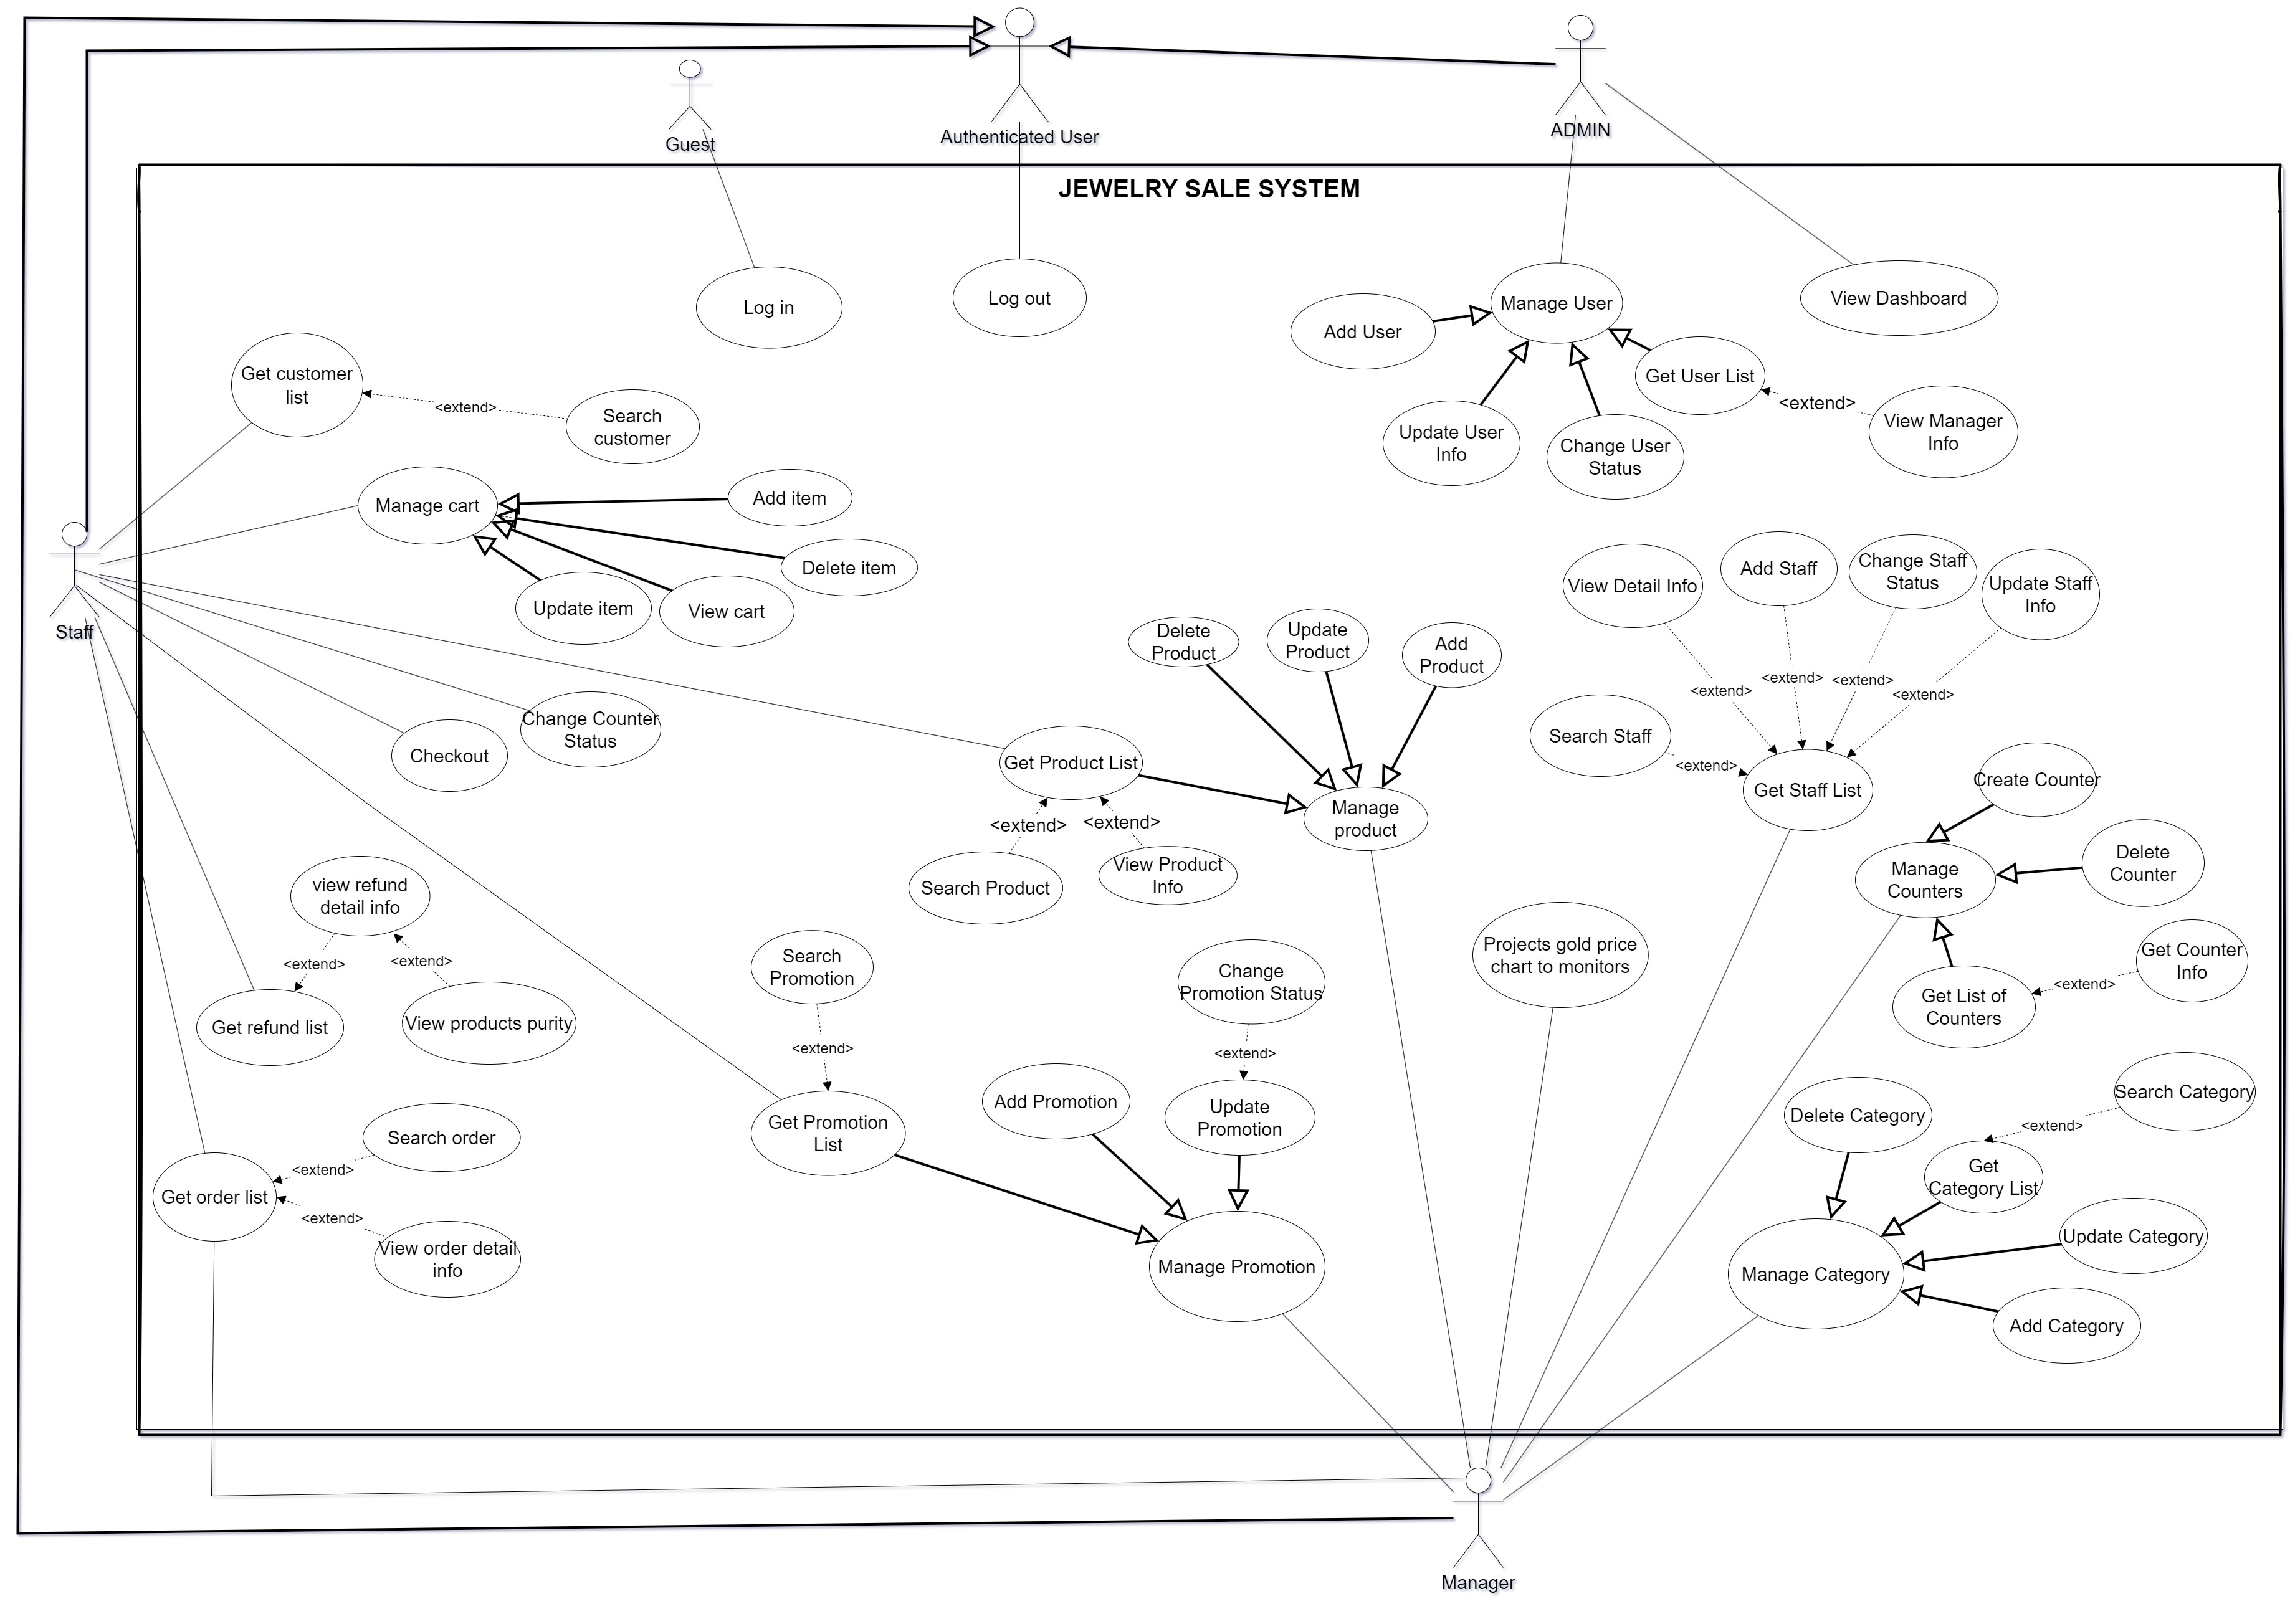 Guest
Authenticated User
ADMIN
JEWELRY SALE SYSTEM
Log in
Log out
Manage User
View Dashboard
Add User
Get User List
Update User
Info
Change User
Status
<extend>
View Manager
Info
Get customer
list
<extend>
Search
customer
Manage cart
Add item
Delete item
Update item
View cart
Staff
View Detail Info
Add Staff
Change Staff
Status
Update Staff
Info
<extend>
<extend>
<extend>
<extend>
Search Staff
<extend>
Get Staff List
Delete
Product
Update
Product
Add
Product
Change Counter
Status
Checkout
Get Product List
Manage
product
<extend>
<extend>
Search Product
View Product
Info
Create Counter
Manage
Counters
Delete
Counter
Get List of
Counters
<extend>
Get Counter
Info
view refund
detail info
<extend>
<extend>
Get refund list
View products purity
Search
Promotion
<extend>
Change
Promotion Status
<extend>
Projects gold price
chart to monitors
Get Promotion
List
Add Promotion
Update
Promotion
Manage Promotion
Search order
<extend>
Get order list
<extend>
View order detail
info
Delete Category
Search Category
<extend>
Get
Category List
Update Category
Manage Category
Add Category
Manager